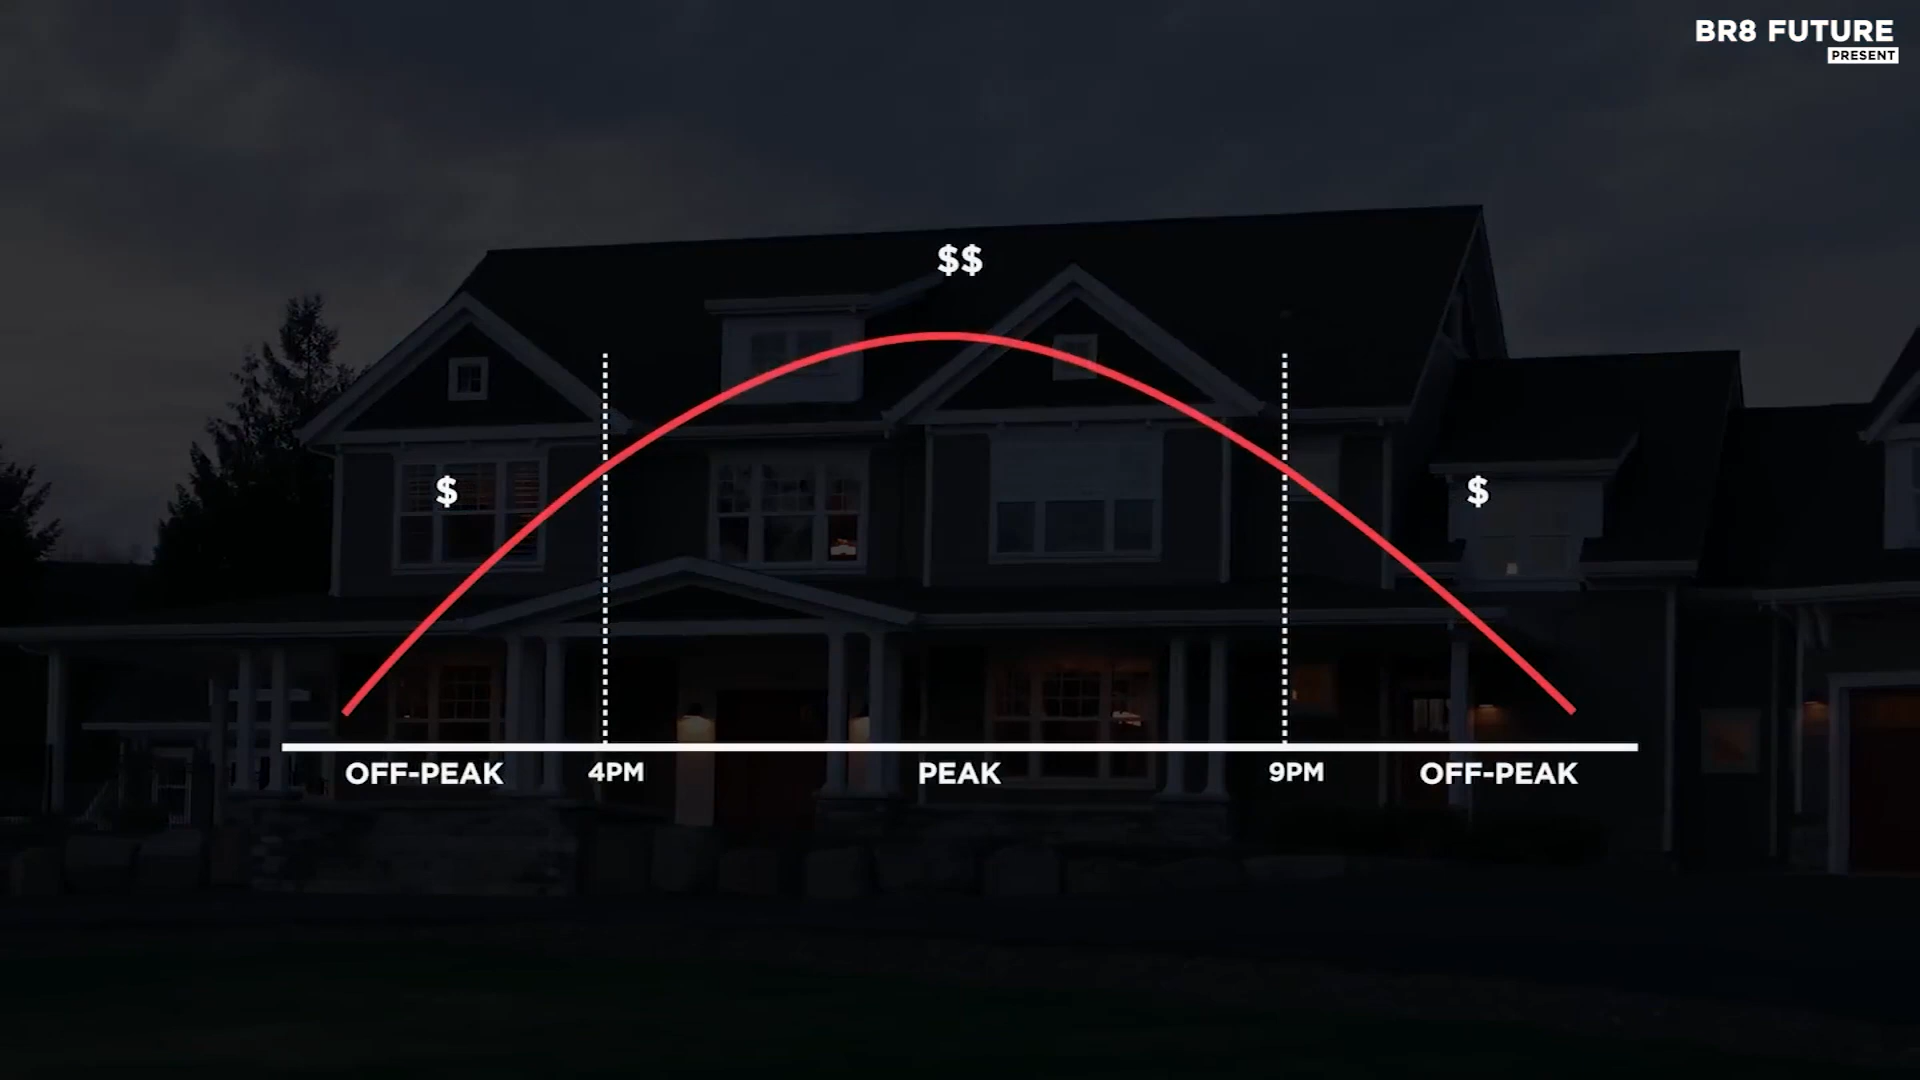 BR8 FUTURE
PRESENT
$$
$
$
OFF-PEAK
4PM
PEAK
9PM
OFF-PEAK